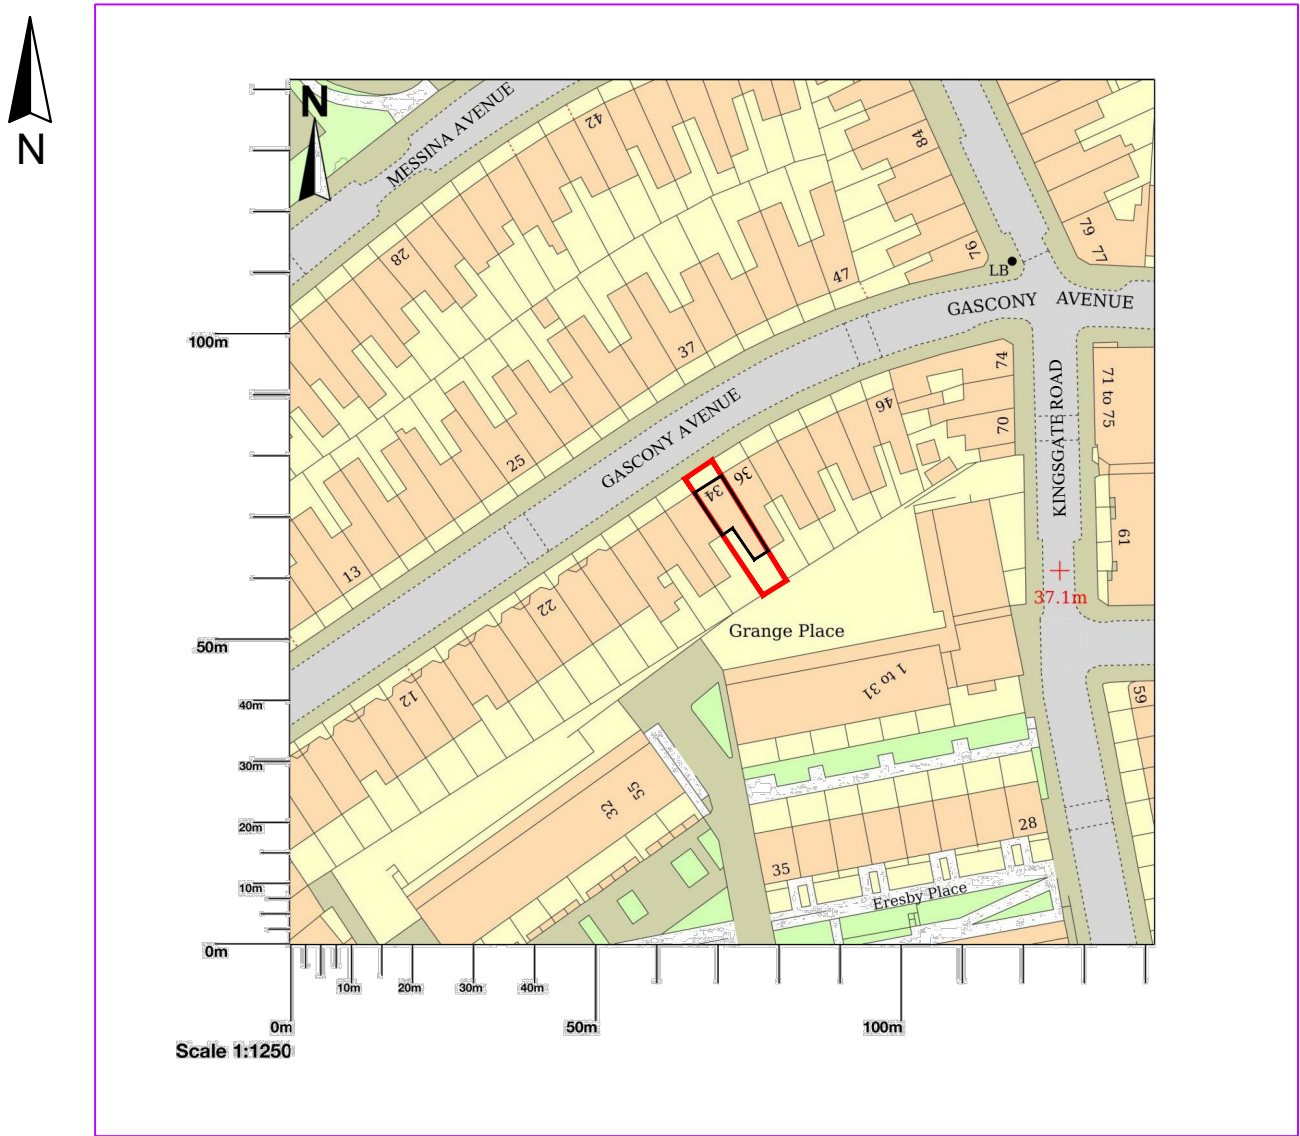 N
N
MESSINA AVENUE
42
84
28
79
77
76
LB
47
GASCONY AVENUE
100m
37
74
71 to 75
KINGSGATE ROAD
46
70
GASCONY AVENUE
25
36
34
61
13
37.1m
22
Grange Place
50m
1 to 31
12
59
40m
30m
55
32
20m
28
35
10m
Eresby Place
0m
10m
20m
30m
40m
0m
50m
100m
Scale 1:1250